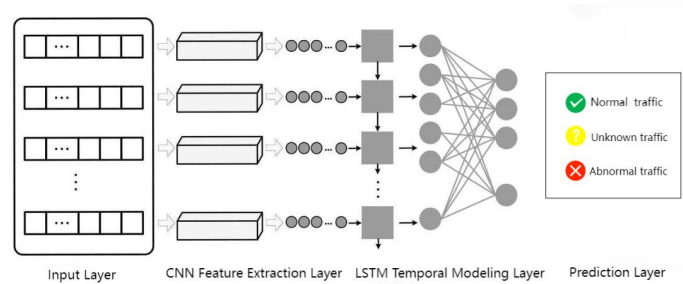 Normal traffic
?
Unknown traffic
Abnormal traffic
Input Layer
CNN Feature Extraction Layer
LSTM Temporal Modeling Layer
Prediction Layer